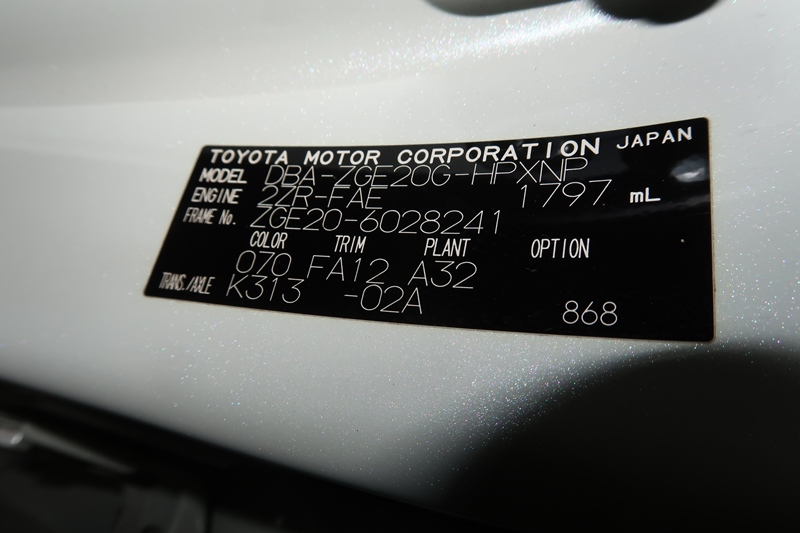 TOYOTA MOTOR CORPORATION JAPAN
MODEL DBA-ZGE20G-HPXNP
ENGINE 2ZR-FAE 1797 mL
FRAME No. ZGE20-6028241
COLOR TRIM PLANT OPTION
070 FA12 A32
TRANS./AXLE K313 -02A 868